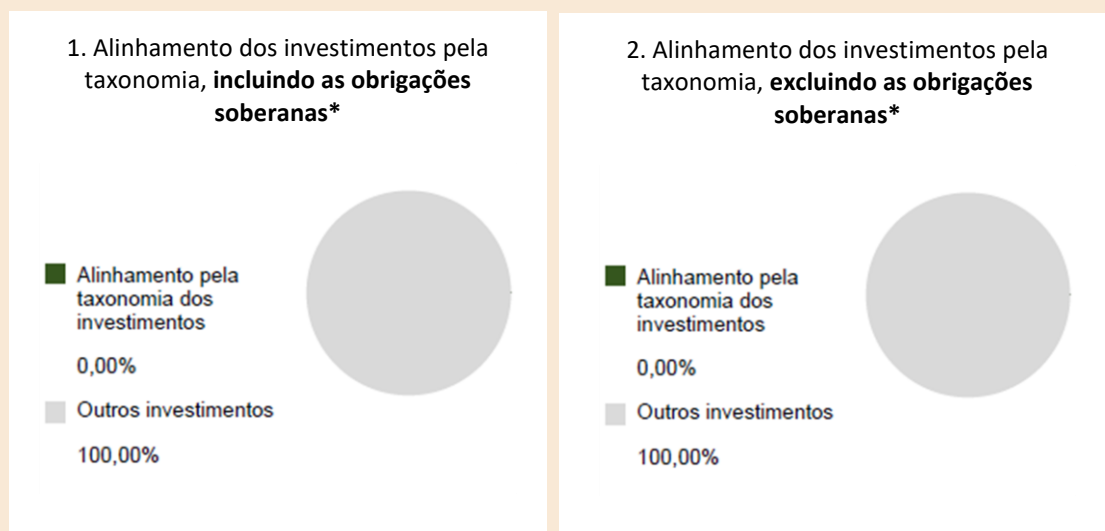 1. Alinhamento dos investimentos pela
taxonomia, incluindo as obrigações
soberanas*
Alinhamento pela
taxonomia dos
investimentos
0,00%
Outros investimentos
100,00%
2. Alinhamento dos investimentos pela
taxonomia, excluindo as obrigações
soberanas*
Alinhamento pela
taxonomia dos
investimentos
0,00%
Outros investimentos
100,00%